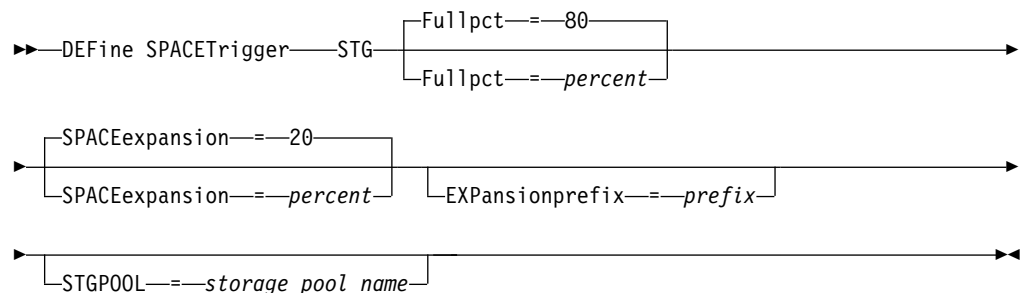 Fullpct = 80
DEFine SPACETrigger STG
Fullpct = percent
SPACEexpansion = 20
SPACEexpansion = percent
EXPansionprefix = prefix
STGPOOL = storage pool name